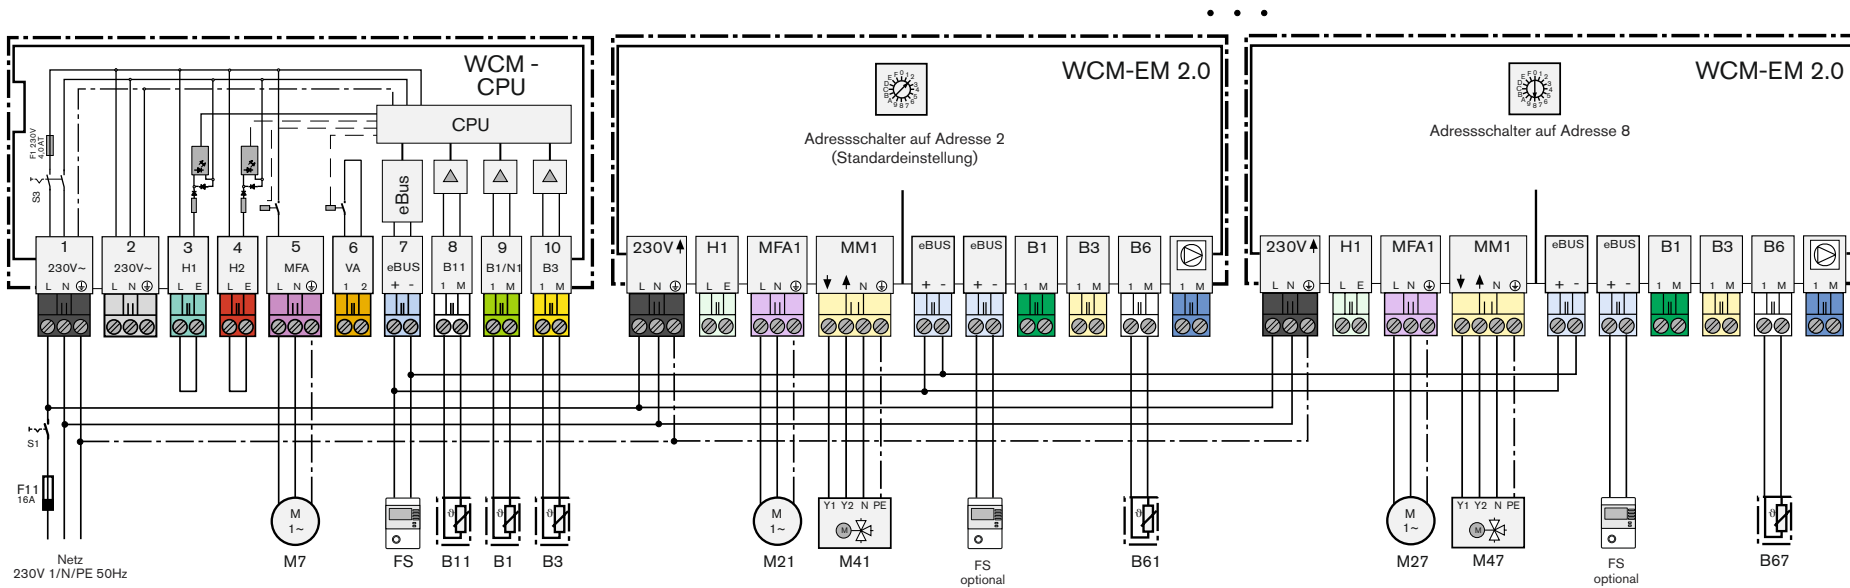 • • •
WCM -
CPU
CPU
F1 230V
4,0AT
S3
eBus
1 2 3 4 5 6 7 8 9 10
230V~ 230V~ H1 H2 MFA VA eBUS B11 B1/N1 B3
L N L N L E L E L N 1 2 + - 1 M 1 M 1 M
WCM-EM 2.0
Adressschalter auf Adresse 2
(Standardeinstellung)
230V H1 MFA1 MM1 eBUS eBUS B1 B3 B6
L N L E L N N + - + - 1 M 1 M 1 M 1 M
WCM-EM 2.0
Adressschalter auf Adresse 8
230V H1 MFA1 MM1 eBUS eBUS B1 B3 B6
L N L E L N N + - + - 1 M 1 M 1 M 1 M
S1
F11
16A
Netz
230V 1/N/PE 50Hz
M
1~
M7
FS
ϑ
B11
ϑ
B1
ϑ
B3
M
1~
M21
Y1 Y2 N PE
M
M41
FS
optional
ϑ
B61
M
1~
M27
Y1 Y2 N PE
M
M47
FS
optional
ϑ
B67